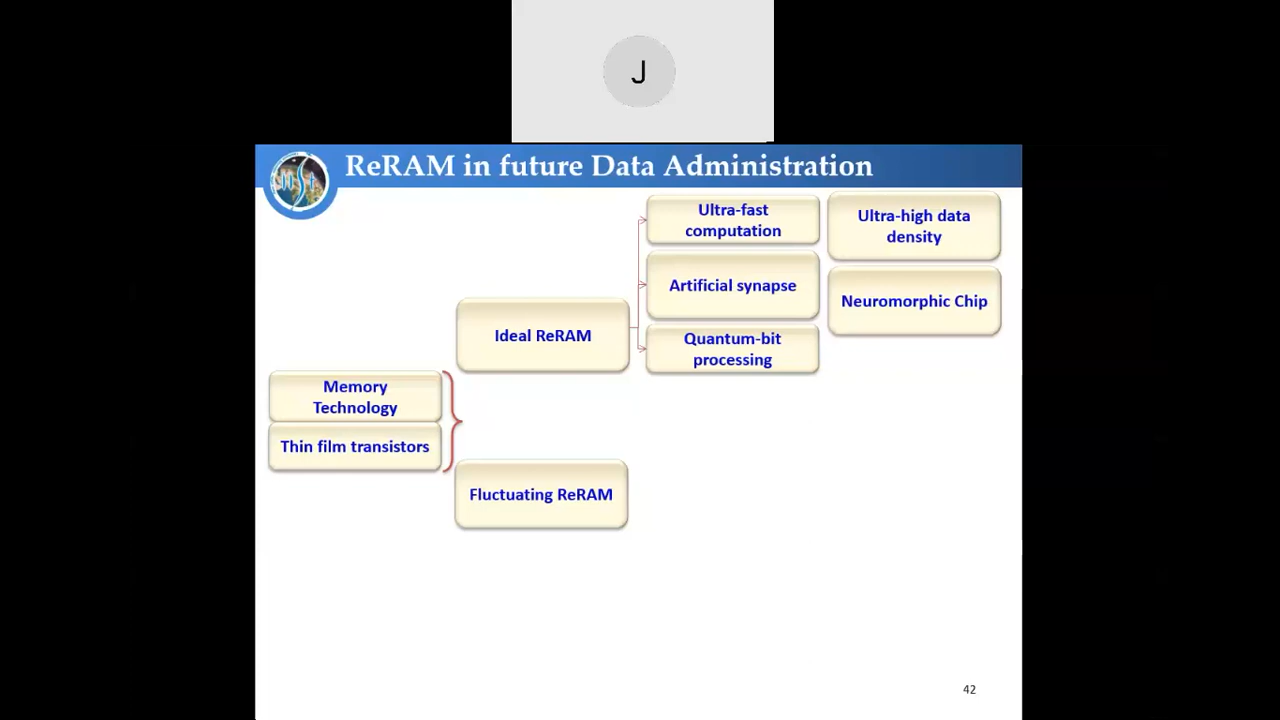 J
ReRAM in future Data Administration
Ultra-fast
computation
Ultra-high data
density
Artificial synapse
Neuromorphic Chip
Ideal ReRAM
Quantum-bit
processing
Memory
Technology
Thin film transistors
Fluctuating ReRAM
42